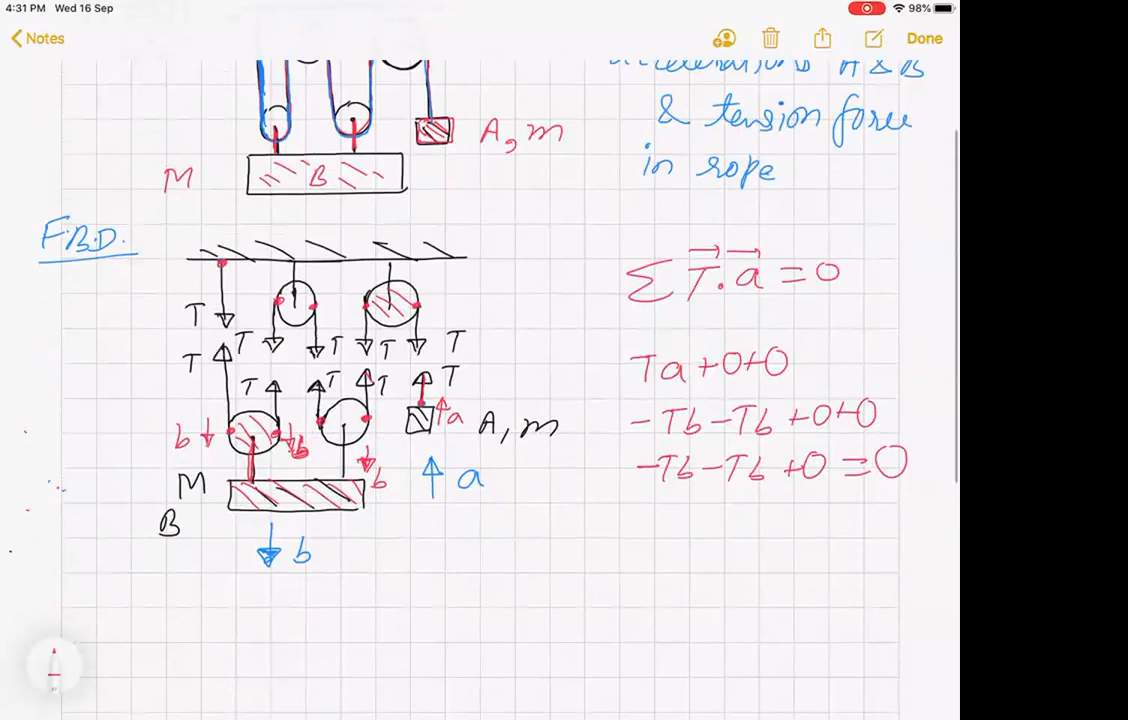 4:31 PM Wed 16 Sep
98%
Notes
Done
A & B
& tension force
in rope
A, m
M
B
F.B.D.
T
T
T
T
T
T
T
T
T
T
T
a
A, m
b
b
b
a
M
B
b
Σ T⃗ . a⃗ = 0
Ta + 0 + 0
- Tb - Tb + 0 + 0
- Tb - Tb + 0 = 0